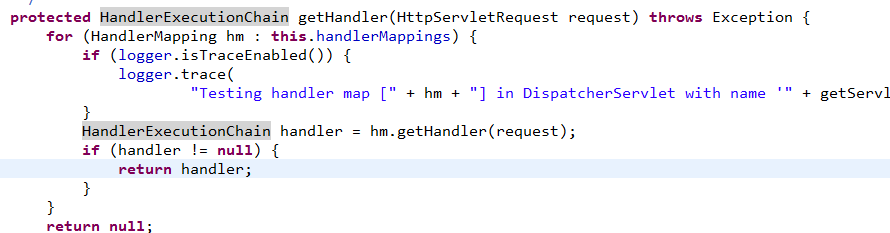 protected HandlerExecutionChain getHandler(HttpServletRequest request) throws Exception {
for (HandlerMapping hm : this.handlerMappings) {
if (logger.isTraceEnabled()) {
logger.trace(
"Testing handler map [" + hm + "] in DispatcherServlet with name '" + getServl
}
HandlerExecutionChain handler = hm.getHandler(request);
if (handler != null) {
return handler;
}
}
return null;